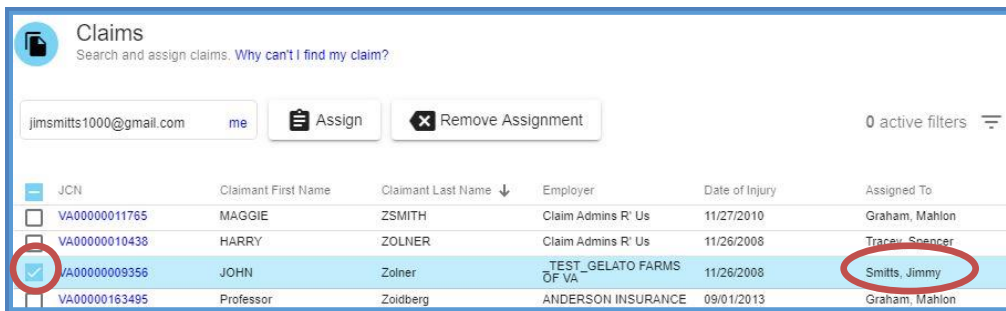 Claims
Search and assign claims. Why can't I find my claim?
jimsmitts1000@gmail.com me Assign Remove Assignment 0 active filters
JCN Claimant First Name Claimant Last Name Employer Date of Injury Assigned To
VA00000011765 MAGGIE ZSMITH Claim Admins R' Us 11/27/2010 Graham, Mahlon
VA00000010438 HARRY ZOLNER Claim Admins R' Us 11/26/2008 Tracey, Spencer
VA00000009356 JOHN Zolner _TEST_GELATO FARMS OF VA 11/26/2008 Smitts, Jimmy
VA00000163495 Professor Zoidberg ANDERSON INSURANCE 09/01/2013 Graham, Mahlon